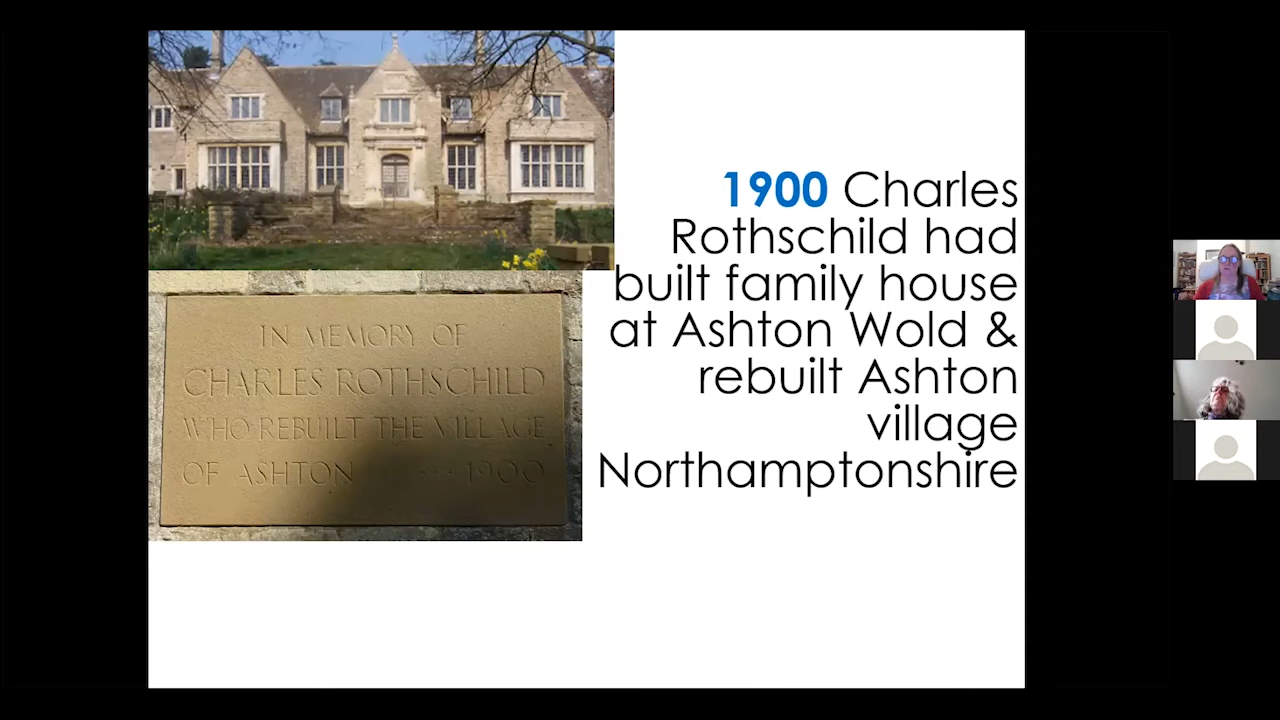 IN MEMORY OF
CHARLES ROTHSCHILD
WHO REBUILT THE VILLAGE
OF ASHTON 1900
1900 Charles
Rothschild had
built family house
at Ashton Wold &
rebuilt Ashton
village
Northamptonshire